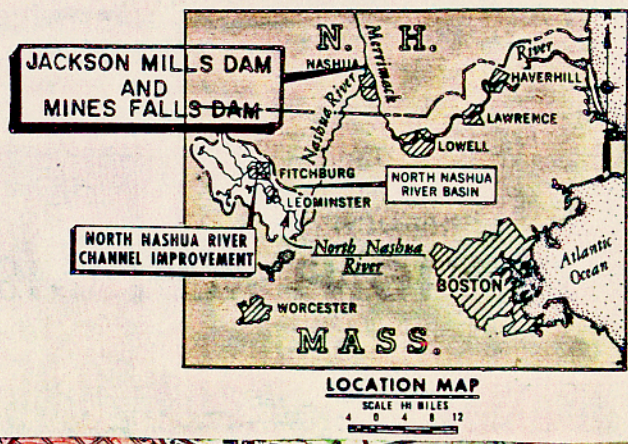 N. H.
JACKSON MILLS DAM
AND
MINES FALLS DAM
NASHUA
Merrimack
River
HAVERHILL
LAWRENCE
LOWELL
Nashua River
FITCHBURG
NORTH NASHUA
RIVER BASIN
LEOMINSTER
NORTH NASHUA RIVER
CHANNEL IMPROVEMENT
North Nashua
River
BOSTON
Atlantic
Ocean
WORCESTER
MASS.
LOCATION MAP
SCALE IN MILES
4 0 4 8 12